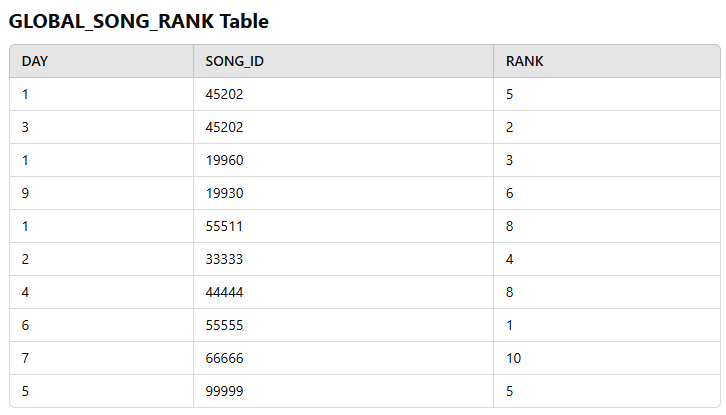 GLOBAL_SONG_RANK Table
DAY SONG_ID RANK
1 45202 5
3 45202 2
1 19960 3
9 19930 6
1 55511 8
2 33333 4
4 44444 8
6 55555 1
7 66666 10
5 99999 5